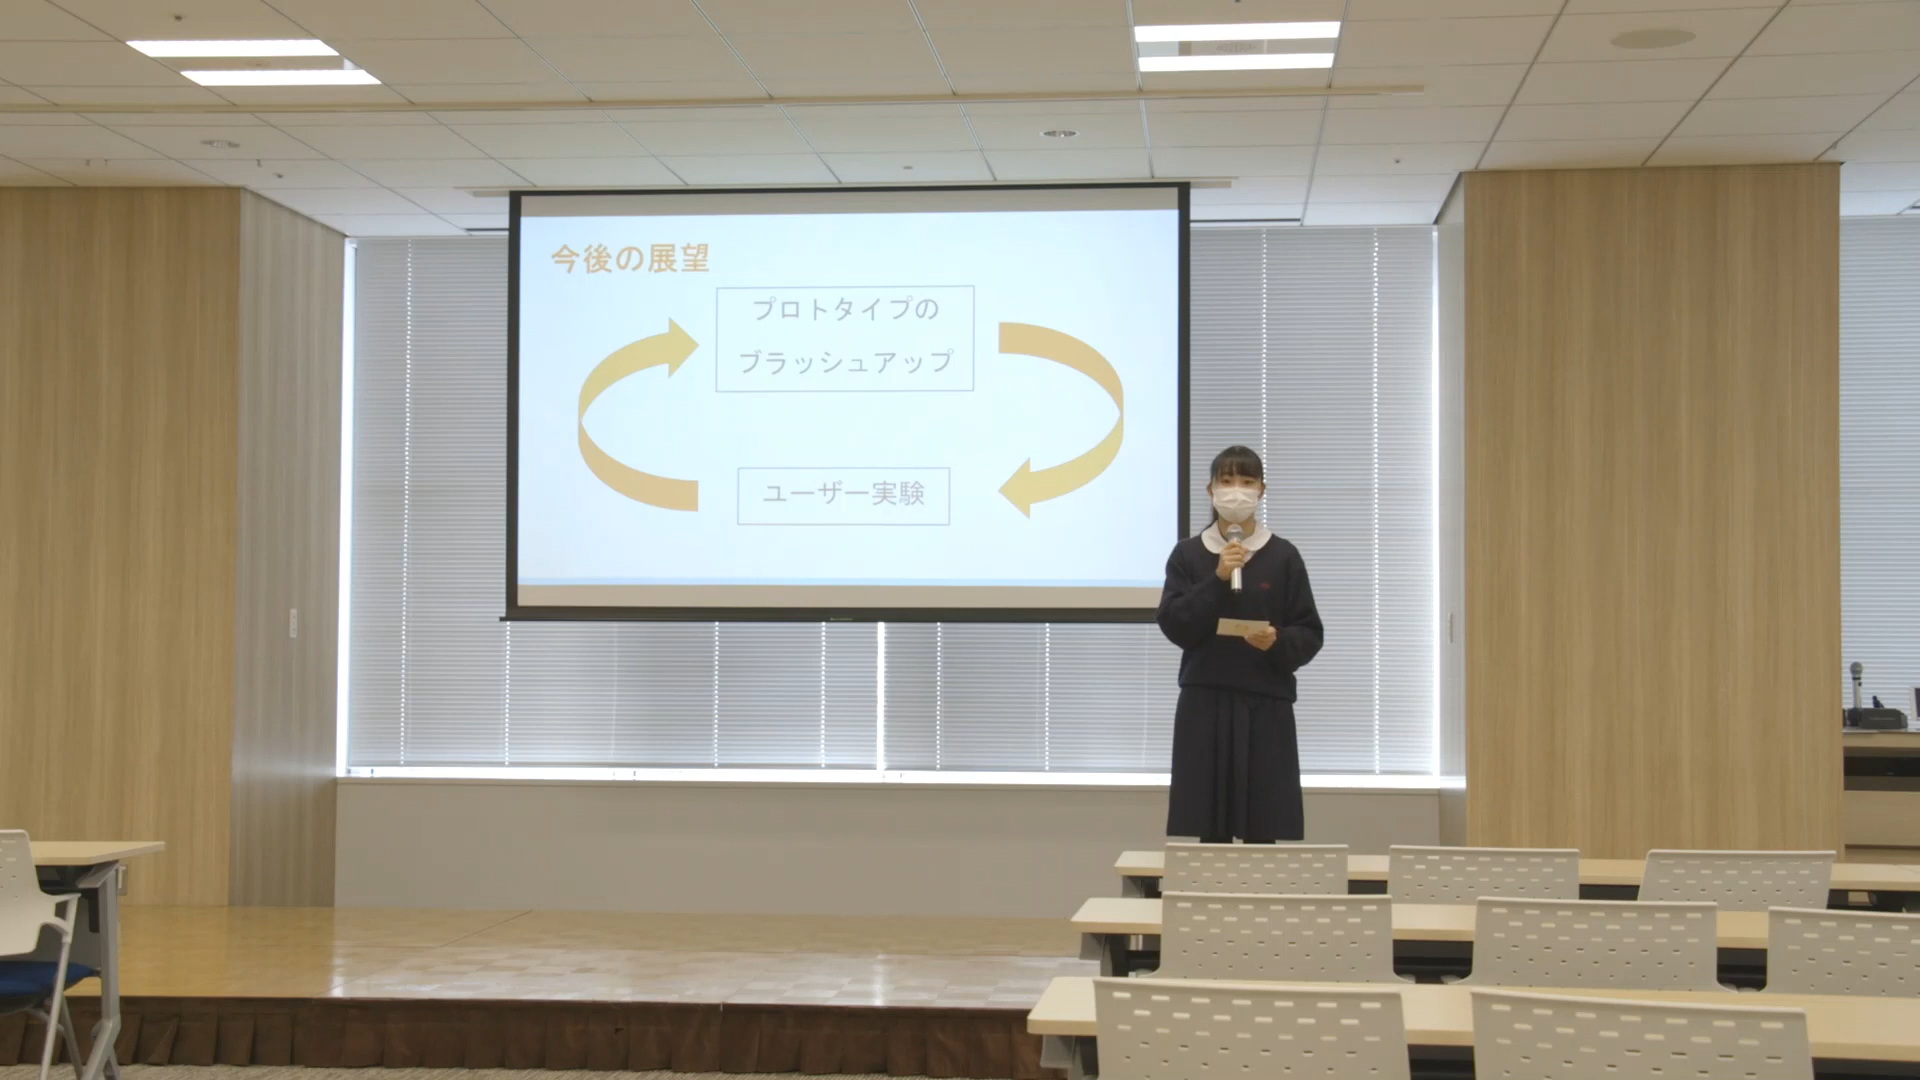 今後の展望
プロトタイプの
ブラッシュアップ
ユーザー実験